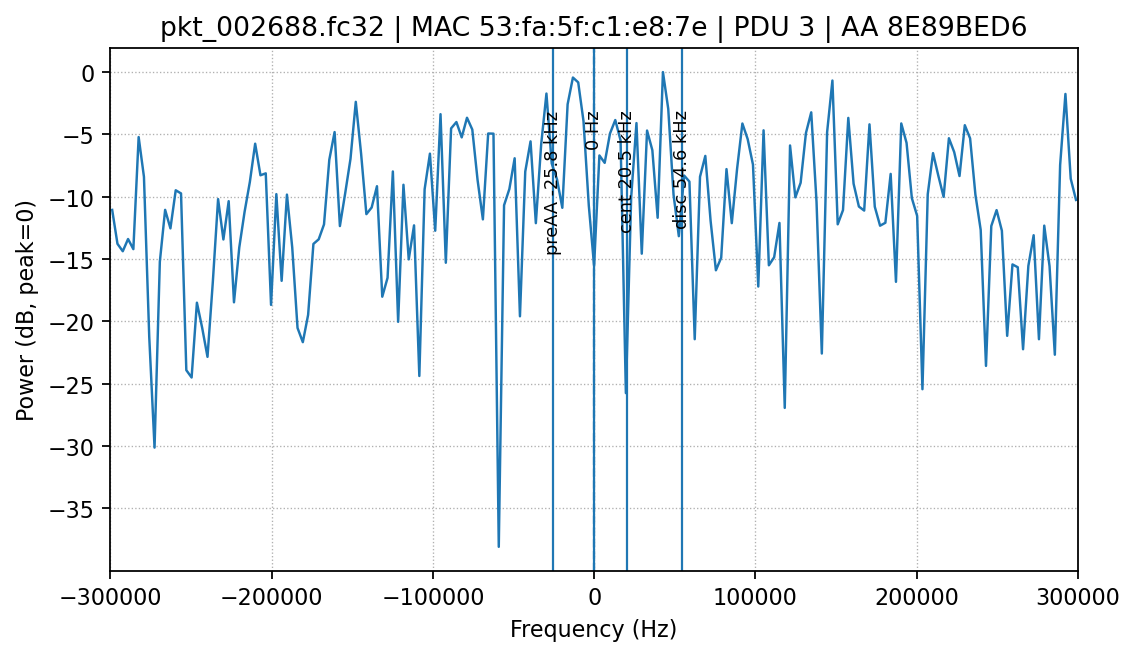 pkt_002688.fc32 | MAC 53:fa:5f:c1:e8:7e | PDU 3 | AA 8E89BED6
Power (dB, peak=0)
0
−5
−10
−15
−20
−25
−30
−35
preAA -25.8 kHz
0 Hz
cent 20.5 kHz
disc 54.6 kHz
−300000 −200000 −100000 0 100000 200000 300000
Frequency (Hz)